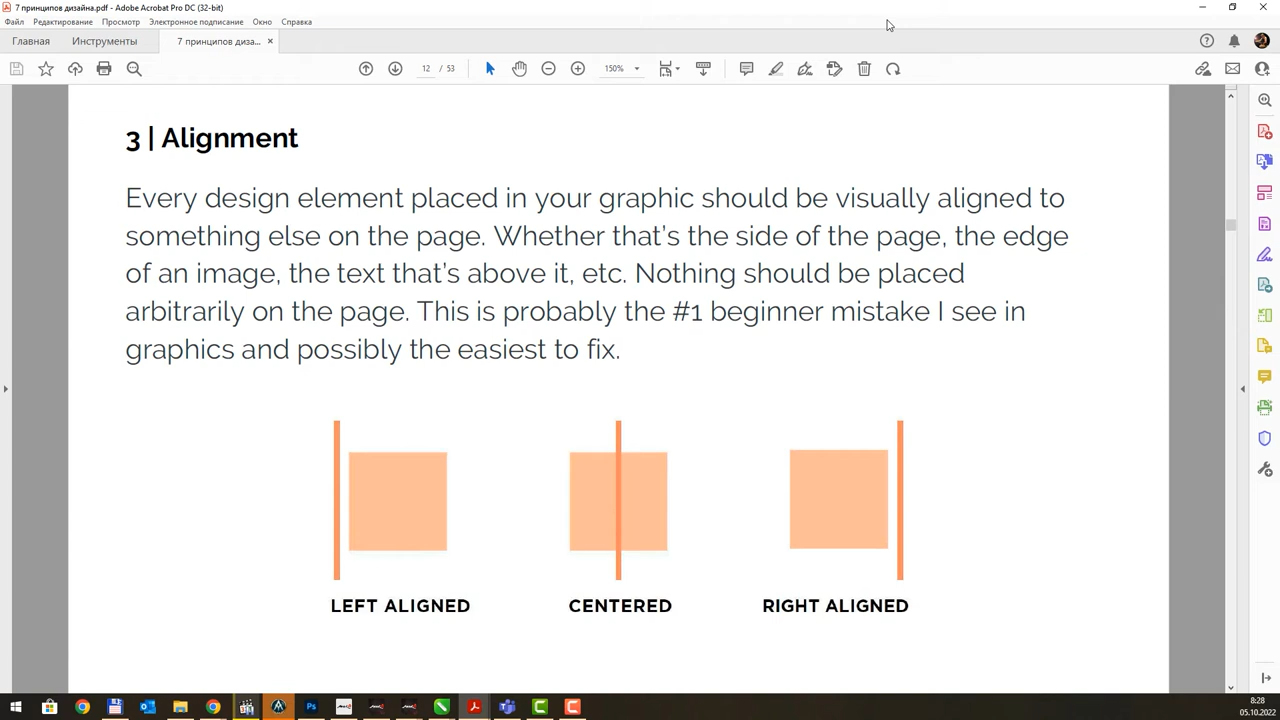 7 принципов дизайна.pdf - Adobe Acrobat Pro DC (32-bit)
Файл Редактирование Просмотр Электронное подписание Окно Справка
Главная Инструменты 7 принципов диза...
12 / 53 150%
3 | Alignment
Every design element placed in your graphic should be visually aligned to
something else on the page. Whether that's the side of the page, the edge
of an image, the text that's above it, etc. Nothing should be placed
arbitrarily on the page. This is probably the #1 beginner mistake I see in
graphics and possibly the easiest to fix.
LEFT ALIGNED CENTERED RIGHT ALIGNED
8:28
05.10.2022